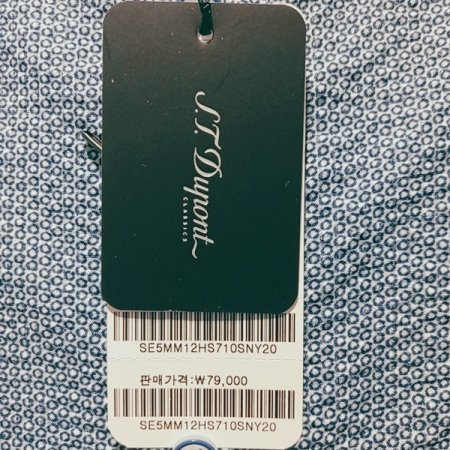 S.T. Dupont
CLASSICS
SE5MM12HS710SNY20
판매가격:₩79,000
SE5MM12HS710SNY20